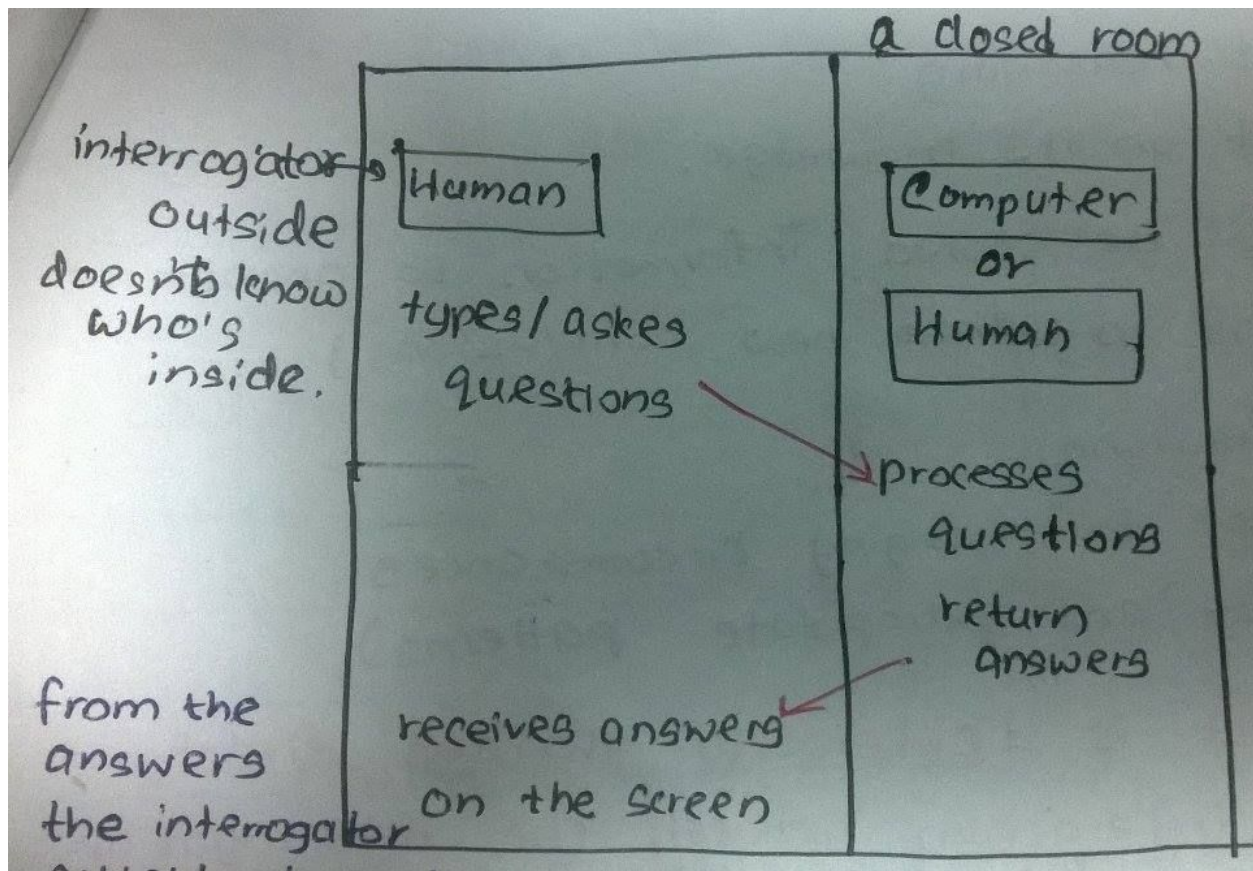 a closed room
interrogator
outside
doesn't know
who's
inside.
Human
types/askes
questions
Computer
or
Human
processes
questions
return
answers
receives answers
on the screen
from the
answers
the interrogator